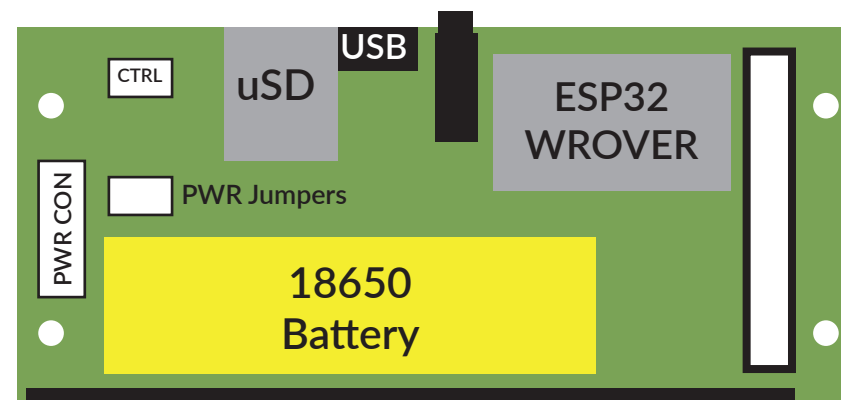 CTRL
uSD
USB
ESP32
WROVER
PWR CON
PWR Jumpers
18650
Battery